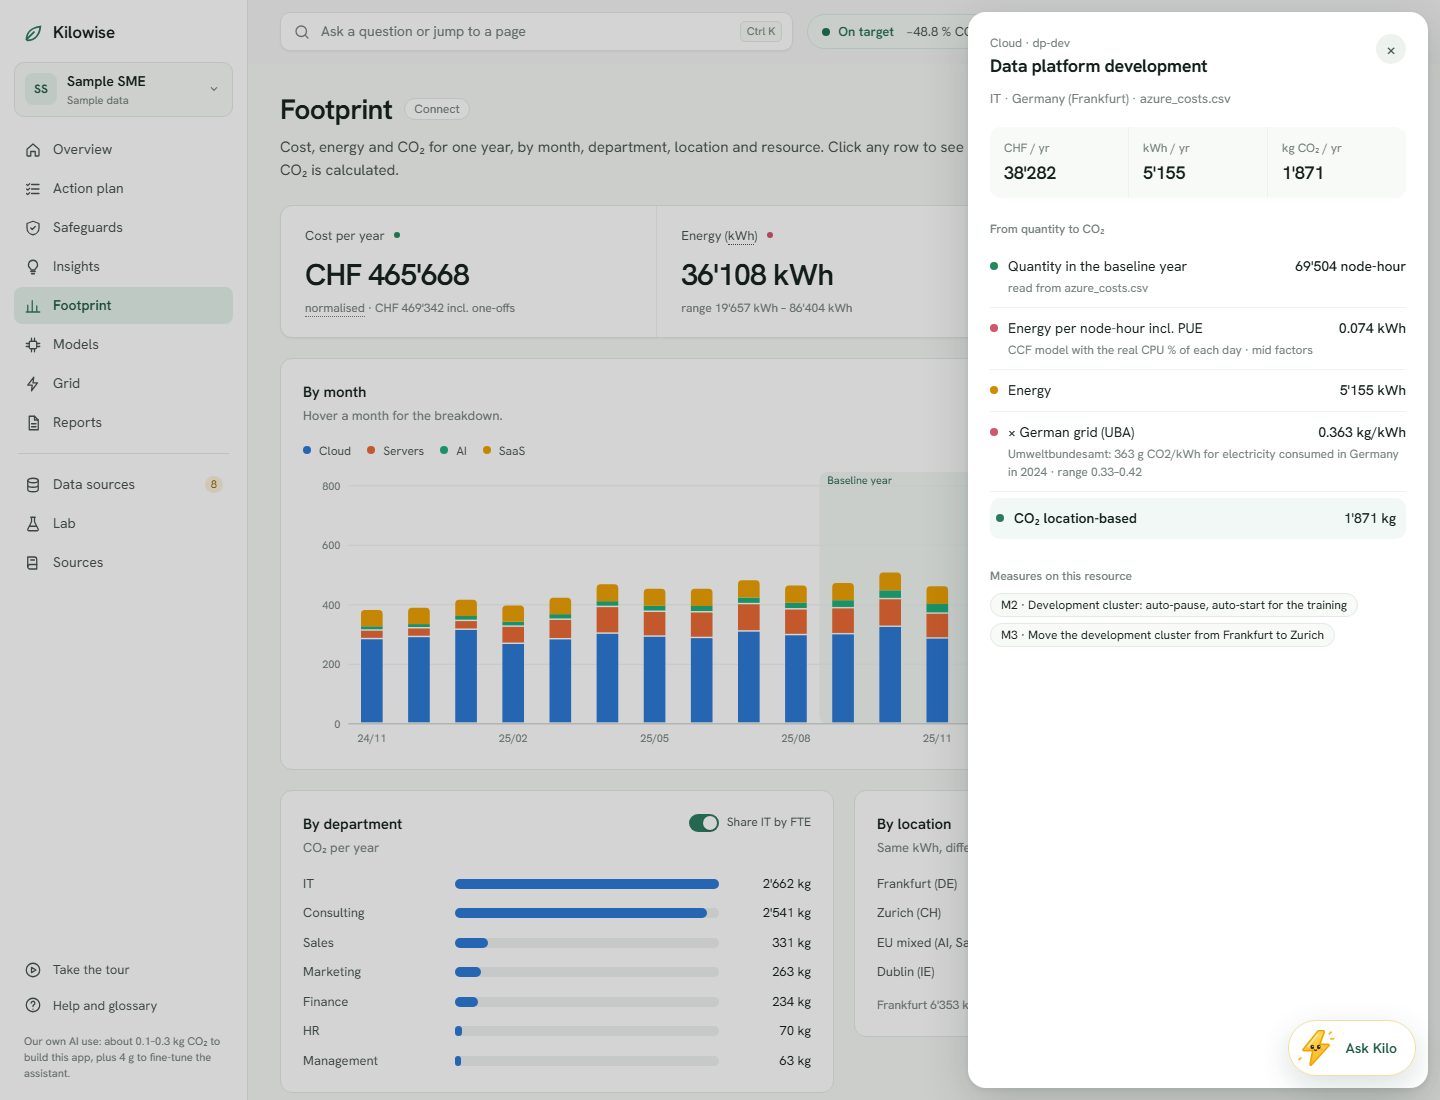 Kilowise
SS
Sample SME
Sample data
Overview
Action plan
Safeguards
Insights
Footprint
Models
Grid
Reports
Data sources
8
Lab
Sources
Take the tour
Help and glossary
Our own AI use: about 0.1–0.3 kg CO₂ to
build this app, plus 4 g to fine-tune the
assistant.
Ask a question or jump to a page
Ctrl K
On target
−48.8 % CO
Footprint
Connect
Cost, energy and CO₂ for one year, by month, department, location and resource. Click any row to see
CO₂ is calculated.
Cost per year
CHF 465'668
normalised · CHF 469'342 incl. one-offs
Energy (kWh)
36'108 kWh
range 19'657 kWh – 86'404 kWh
By month
Hover a month for the breakdown.
Cloud
Servers
AI
SaaS
Baseline year
800
600
400
200
0
24/11
25/02
25/05
25/08
25/11
By department
Share IT by FTE
CO₂ per year
IT
2'662 kg
Consulting
2'541 kg
Sales
331 kg
Marketing
263 kg
Finance
234 kg
HR
70 kg
Management
63 kg
By location
Same kWh, diffe
Frankfurt (DE)
Zurich (CH)
EU mixed (AI, Sa
Dublin (IE)
Frankfurt 6'353 k
Cloud · dp-dev
×
Data platform development
IT · Germany (Frankfurt) · azure_costs.csv
CHF / yr
38'282
kWh / yr
5'155
kg CO₂ / yr
1'871
From quantity to CO₂
Quantity in the baseline year
69'504 node-hour
read from azure_costs.csv
Energy per node-hour incl. PUE
0.074 kWh
CCF model with the real CPU % of each day · mid factors
Energy
5'155 kWh
× German grid (UBA)
0.363 kg/kWh
Umweltbundesamt: 363 g CO2/kWh for electricity consumed in Germany
in 2024 · range 0.33–0.42
CO₂ location-based
1'871 kg
Measures on this resource
M2 · Development cluster: auto-pause, auto-start for the training
M3 · Move the development cluster from Frankfurt to Zurich
Ask Kilo